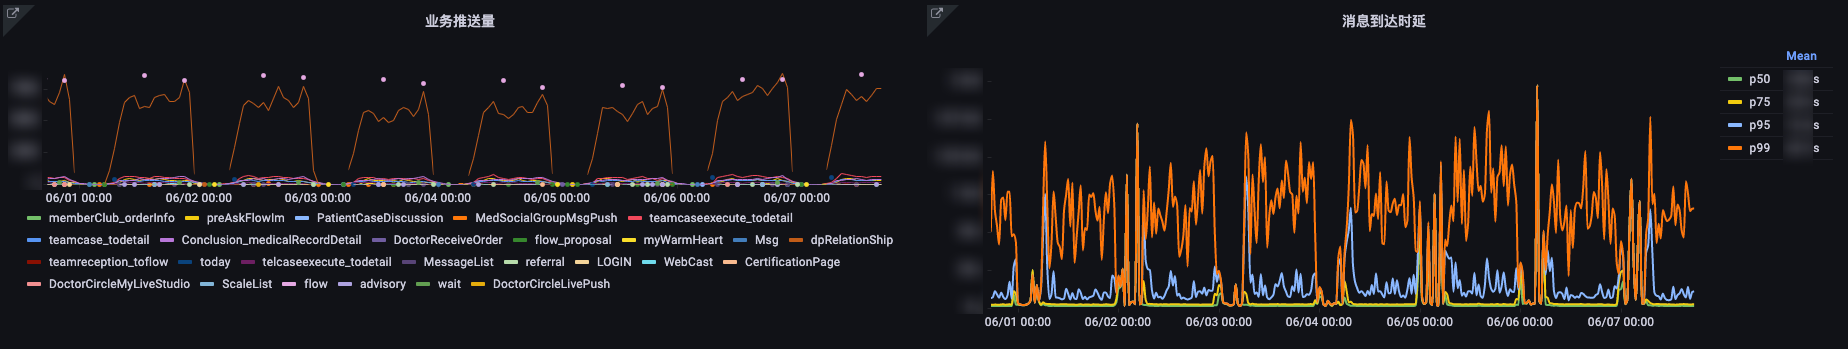 业务推送量
06/01 00:00 06/02 00:00 06/03 00:00 06/04 00:00 06/05 00:00 06/06 00:00 06/07 00:00
memberClub_orderInfo preAskFlowIm PatientCaseDiscussion MedSocialGroupMsgPush teamcaseexecute_todetail
teamcase_todetail Conclusion_medicalRecordDetail DoctorReceiveOrder flow_proposal myWarmHeart Msg dpRelationShip
teamreception_toflow today telcaseexecute_todetail MessageList referral LOGIN WebCast CertificationPage
DoctorCircleMyLiveStudio ScaleList flow advisory wait DoctorCircleLivePush
消息到达时延
06/01 00:00 06/02 00:00 06/03 00:00 06/04 00:00 06/05 00:00 06/06 00:00 06/07 00:00
Mean
p50 s
p75 s
p95 s
p99 s